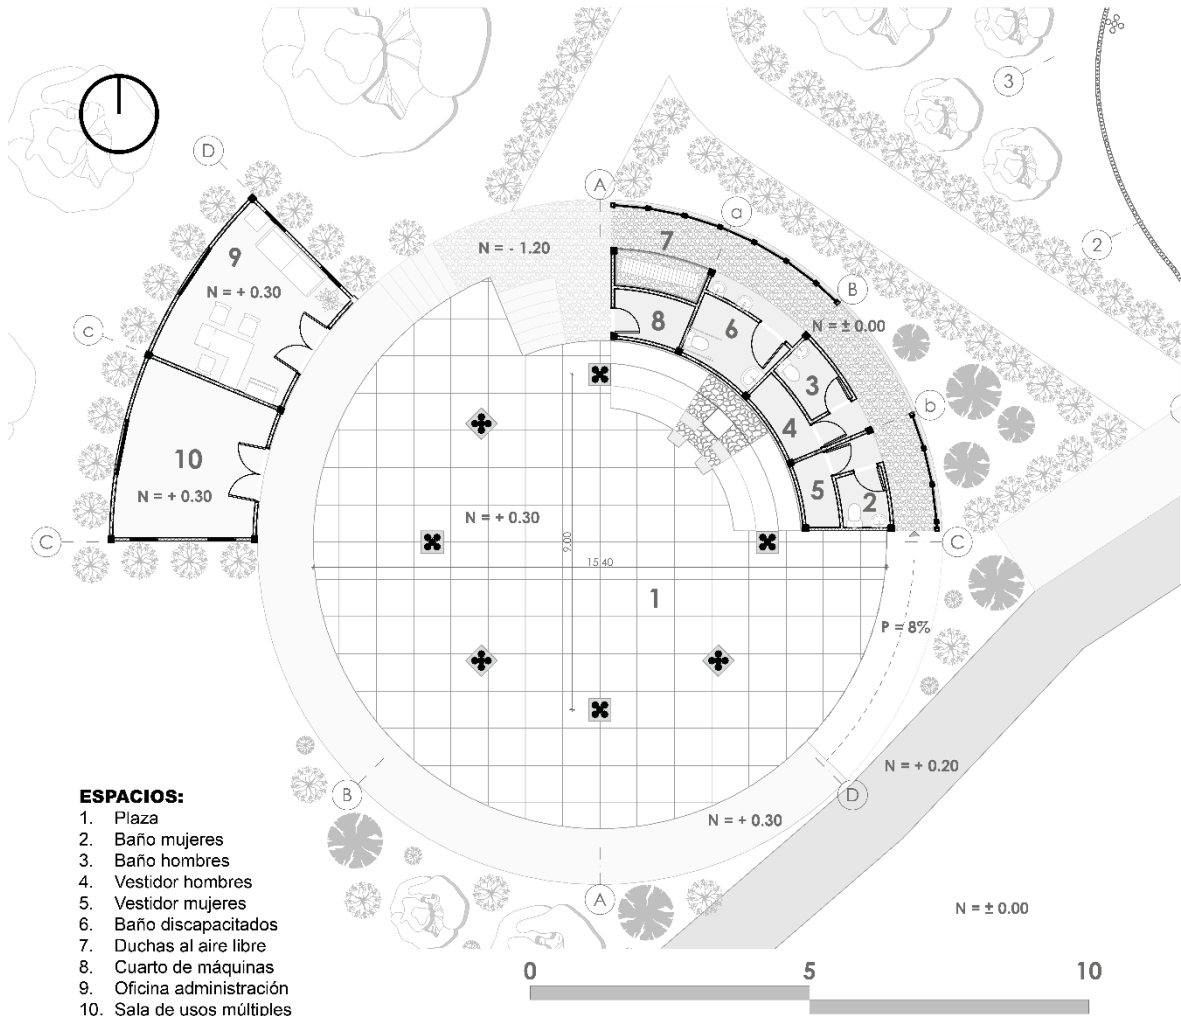 3
D
A
a
2
7
N = - 1.20
9
N = + 0.30
B
8
6
N = ± 0.00
c
3
b
4
10
N = + 0.30
5
2
N = + 0.30
C
C
9.00
15.40
1
P = 8%
N = + 0.20
B
D
N = + 0.30
A
N = ± 0.00
ESPACIOS:
1. Plaza
2. Baño mujeres
3. Baño hombres
4. Vestidor hombres
5. Vestidor mujeres
6. Baño discapacitados
7. Duchas al aire libre
8. Cuarto de máquinas
9. Oficina administración
10. Sala de usos múltiples
0 5 10